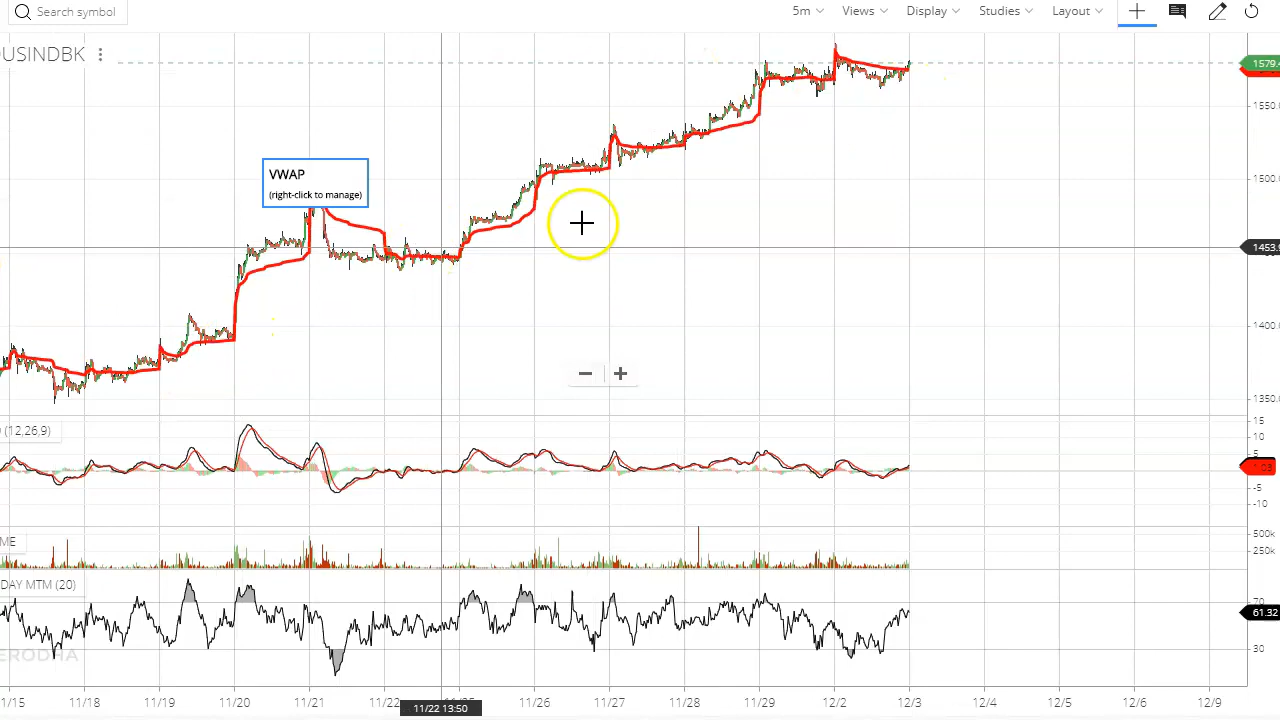 Search symbol
5m Views Display Studies Layout
USINDBK
1579.4
1550.0
VWAP
(right-click to manage)
1500.0
1453.9
1400.0
1350.0
(12,26,9)
15
10
5
1.03
-5
-10
ME
500k
250k
DAY MTM (20)
70
61.32
30
ERODHA
/15 11/18 11/19 11/20 11/21 11/22 11/25 11/26 11/27 11/28 11/29 12/2 12/3 12/4 12/5 12/6 12/9
11/22 13:50